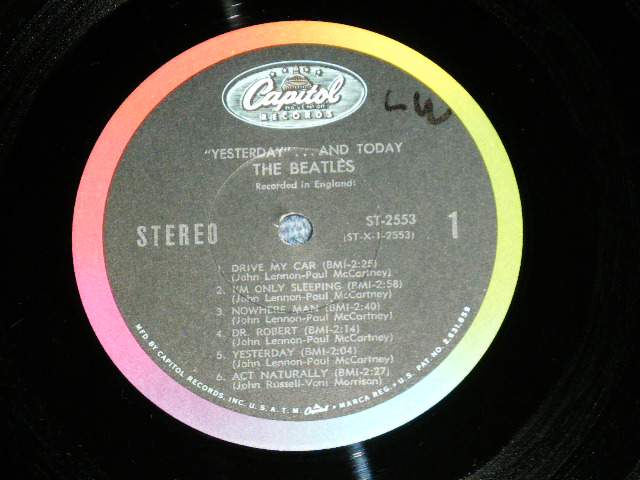 Capitol
RECORDS
LW
"YESTERDAY" . . . AND TODAY
THE BEATLES
Recorded in England)
STEREO
ST-2553
(ST-X-1-2553)
1
1. DRIVE MY CAR (BMI-2:25)
(John Lennon-Paul McCartney)
2. I'M ONLY SLEEPING (BMI-2:58)
(John Lennon-Paul McCartney)
3. NOWHERE MAN (BMI-2:40)
(John Lennon-Paul McCartney)
4. DR. ROBERT (BMI-2:14)
(John Lennon-Paul McCartney)
5. YESTERDAY (BMI-2:04)
(John Lennon-Paul McCartney)
6. ACT NATURALLY (BMI-2:27)
(John Russell-Voni Morrison)
MFD. BY CAPITOL RECORDS, INC. U.S.A. T.M. Capitol • MARCA REG. • U.S. PAT. NO. 2,631,859